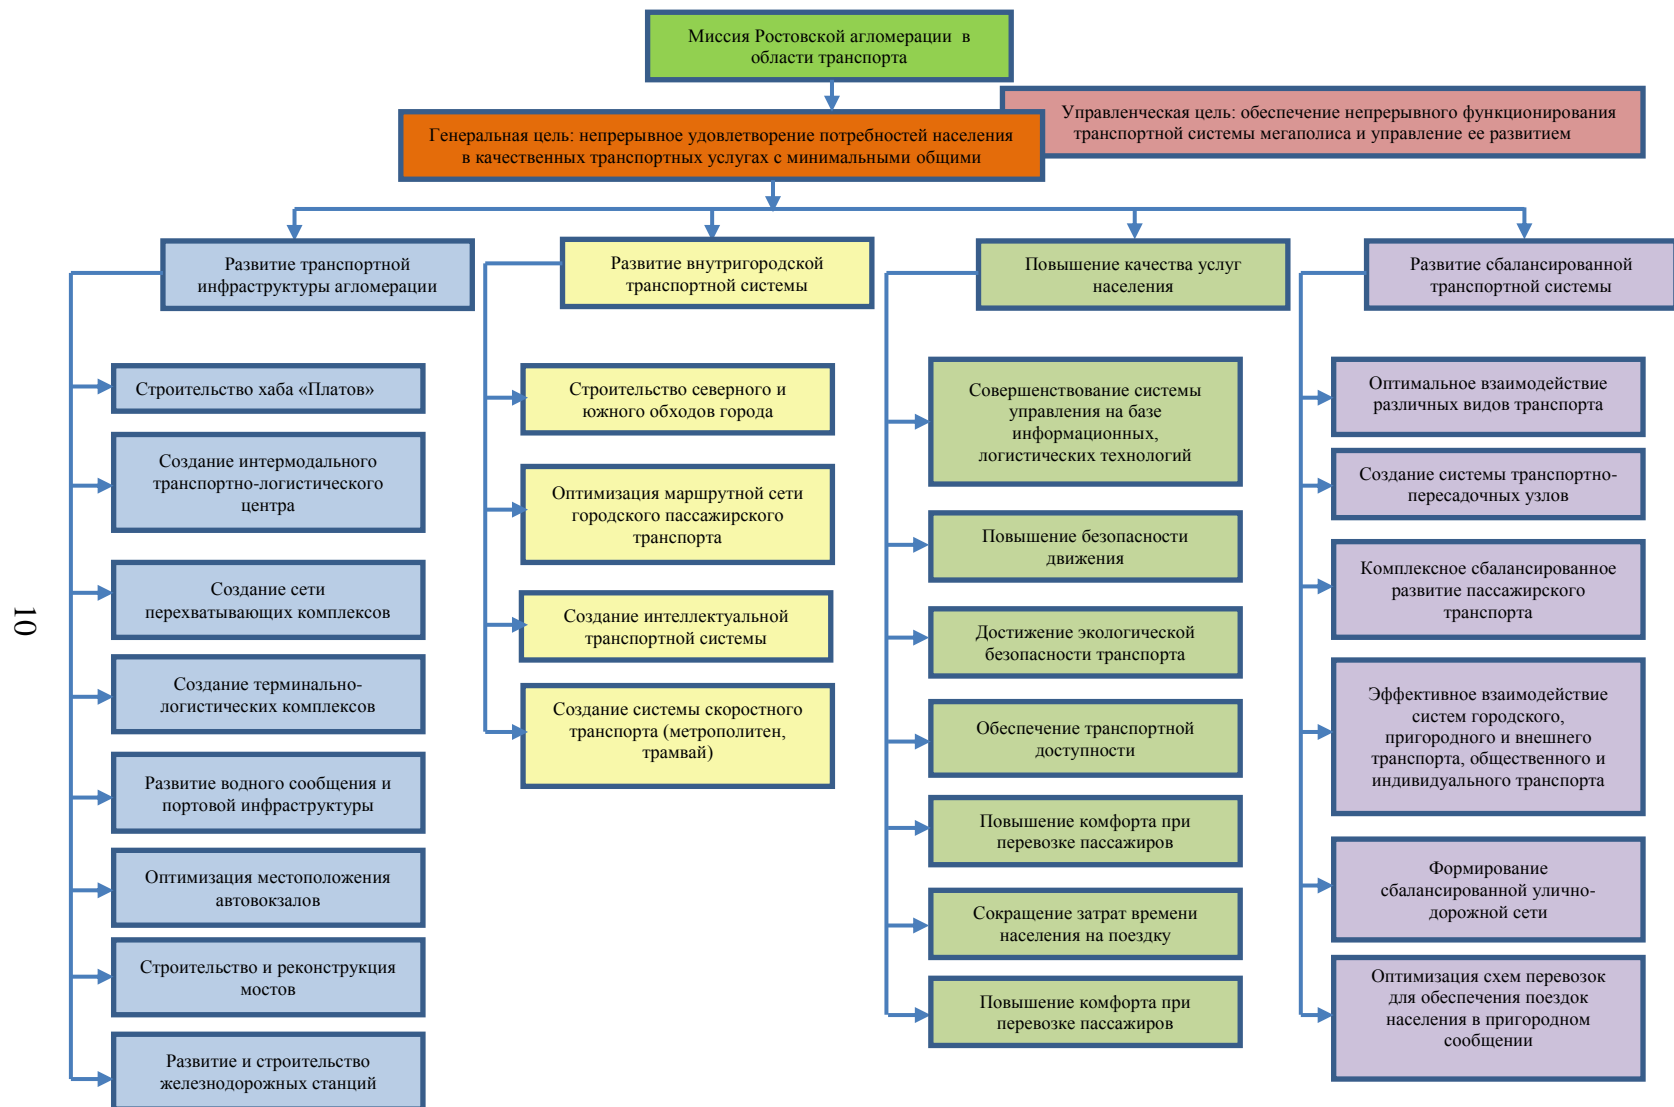 Миссия Ростовской агломерации в
области транспорта
Управленческая цель: обеспечение непрерывного функционирования
транспортной системы мегаполиса и управление ее развитием
Генеральная цель: непрерывное удовлетворение потребностей населения
в качественных транспортных услугах с минимальными общими
Развитие транспортной
инфраструктуры агломерации
Строительство хаба «Платов»
Создание интермодального
транспортно-логистического
центра
Создание сети
перехватывающих комплексов
Создание терминально-
логистических комплексов
Развитие водного сообщения и
портовой инфраструктуры
Оптимизация местоположения
автовокзалов
Строительство и реконструкция
мостов
Развитие и строительство
железнодорожных станций
Развитие внутригородской
транспортной системы
Строительство северного и
южного обходов города
Оптимизация маршрутной сети
городского пассажирского
транспорта
Создание интеллектуальной
транспортной системы
Создание системы скоростного
транспорта (метрополитен,
трамвай)
Повышение качества услуг
населения
Совершенствование системы
управления на базе
информационных,
логистических технологий
Повышение безопасности
движения
Достижение экологической
безопасности транспорта
Обеспечение транспортной
доступности
Повышение комфорта при
перевозке пассажиров
Сокращение затрат времени
населения на поездку
Повышение комфорта при
перевозке пассажиров
Развитие сбалансированной
транспортной системы
Оптимальное взаимодействие
различных видов транспорта
Создание системы транспортно-
пересадочных узлов
Комплексное сбалансированное
развитие пассажирского
транспорта
Эффективное взаимодействие
систем городского,
пригородного и внешнего
транспорта, общественного и
индивидуального транспорта
Формирование
сбалансированной улично-
дорожной сети
Оптимизация схем перевозок
для обеспечения поездок
населения в пригородном
сообщении
10